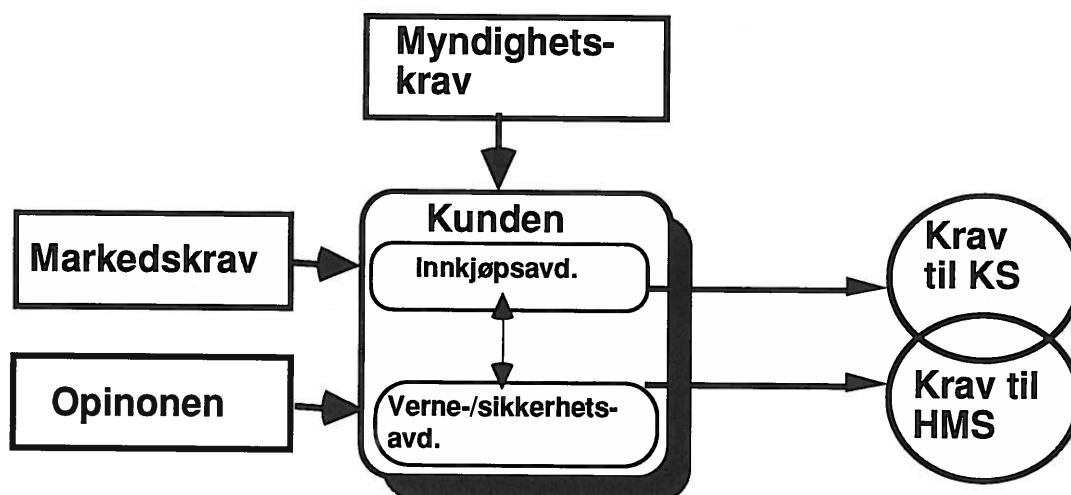 Myndighets-
krav
Kunden
Markedskrav
Innkjøpsavd.
Krav
til KS
Opinonen
Verne-/sikkerhets-
avd.
Krav til
HMS